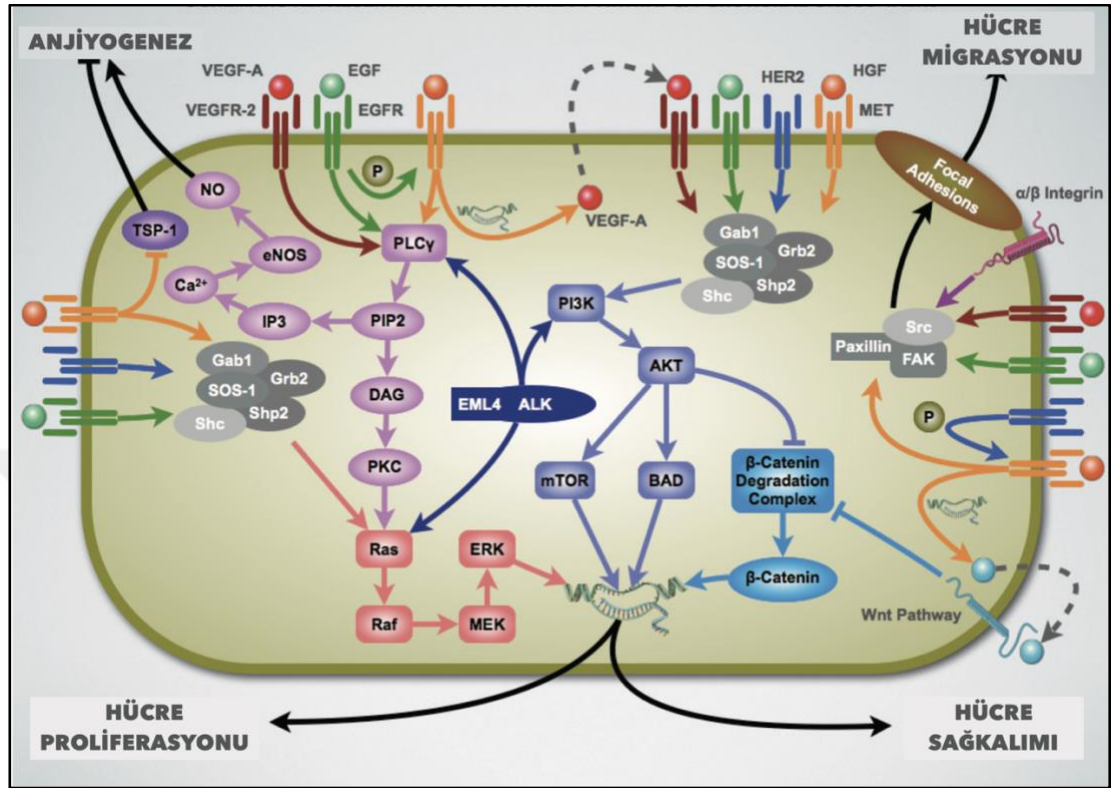 ANJİYOGENEZ
HÜCRE
MİGRASYONU
VEGF-A
EGF
HER2
HGF
VEGFR-2
EGFR
MET
P
Focal
Adhesions
α/β Integrin
NO
VEGF-A
TSP-1
PLCγ
Gab1
Grb2
SOS-1
Shp2
Shc
eNOS
Ca²⁺
IP3
PIP2
PI3K
Src
Paxillin
FAK
Gab1
Grb2
SOS-1
Shp2
Shc
DAG
EML4
ALK
AKT
P
PKC
mTOR
BAD
β-Catenin
Degradation
Complex
Ras
ERK
β-Catenin
Raf
MEK
Wnt Pathway
HÜCRE
PROLİFERASYONU
HÜCRE
SAĞKALIMI